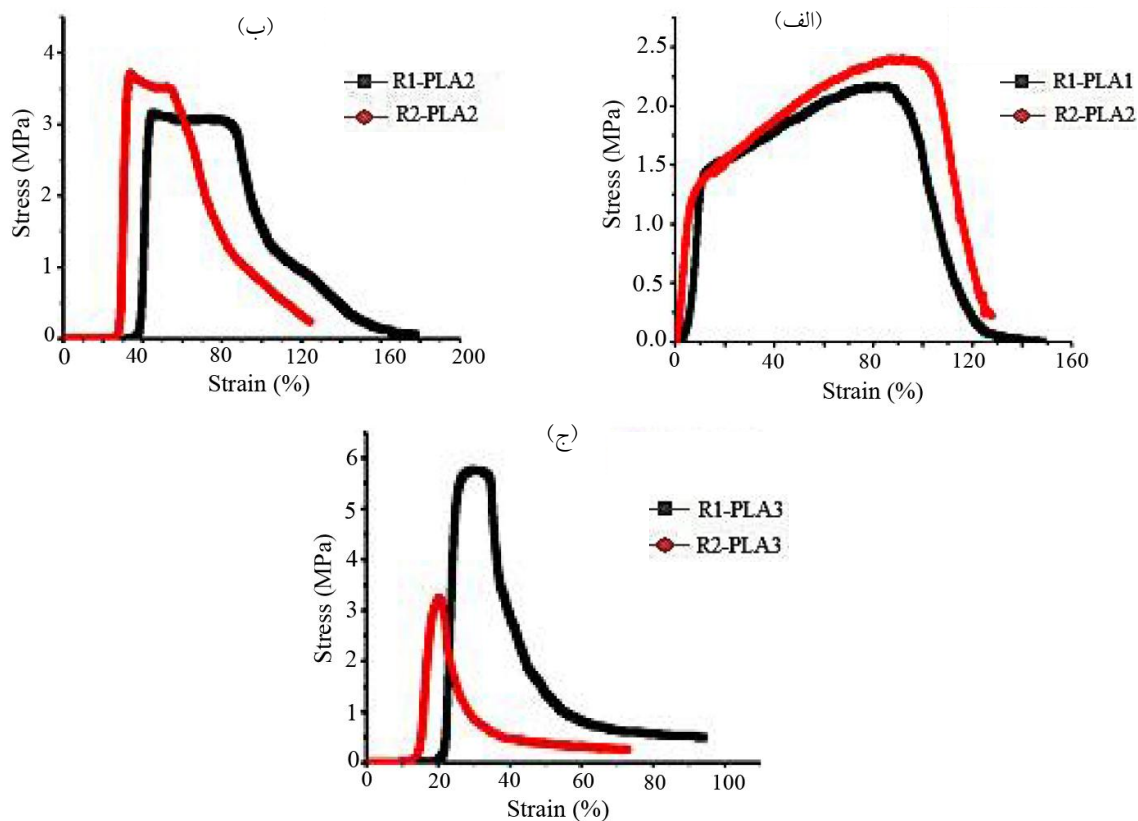 (ب)
4
3
2
1
0
Stress (MPa)
0 40 80 120 160 200
Strain (%)
R1-PLA2
R2-PLA2
(الف)
2.5
2.0
1.5
1.0
0.5
0.0
Stress (MPa)
0 40 80 120 160
Strain (%)
R1-PLA1
R2-PLA2
(ج)
6
5
4
3
2
1
0
Stress (MPa)
0 20 40 60 80 100
Strain (%)
R1-PLA3
R2-PLA3